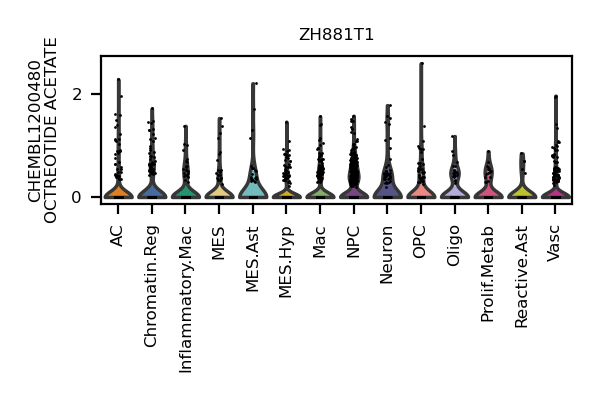 ZH881T1
CHEMBL1200480
OCTREOTIDE ACETATE
2
0
AC
Chromatin.Reg
Inflammatory.Mac
MES
MES.Ast
MES.Hyp
Mac
NPC
Neuron
OPC
Oligo
Prolif.Metab
Reactive.Ast
Vasc